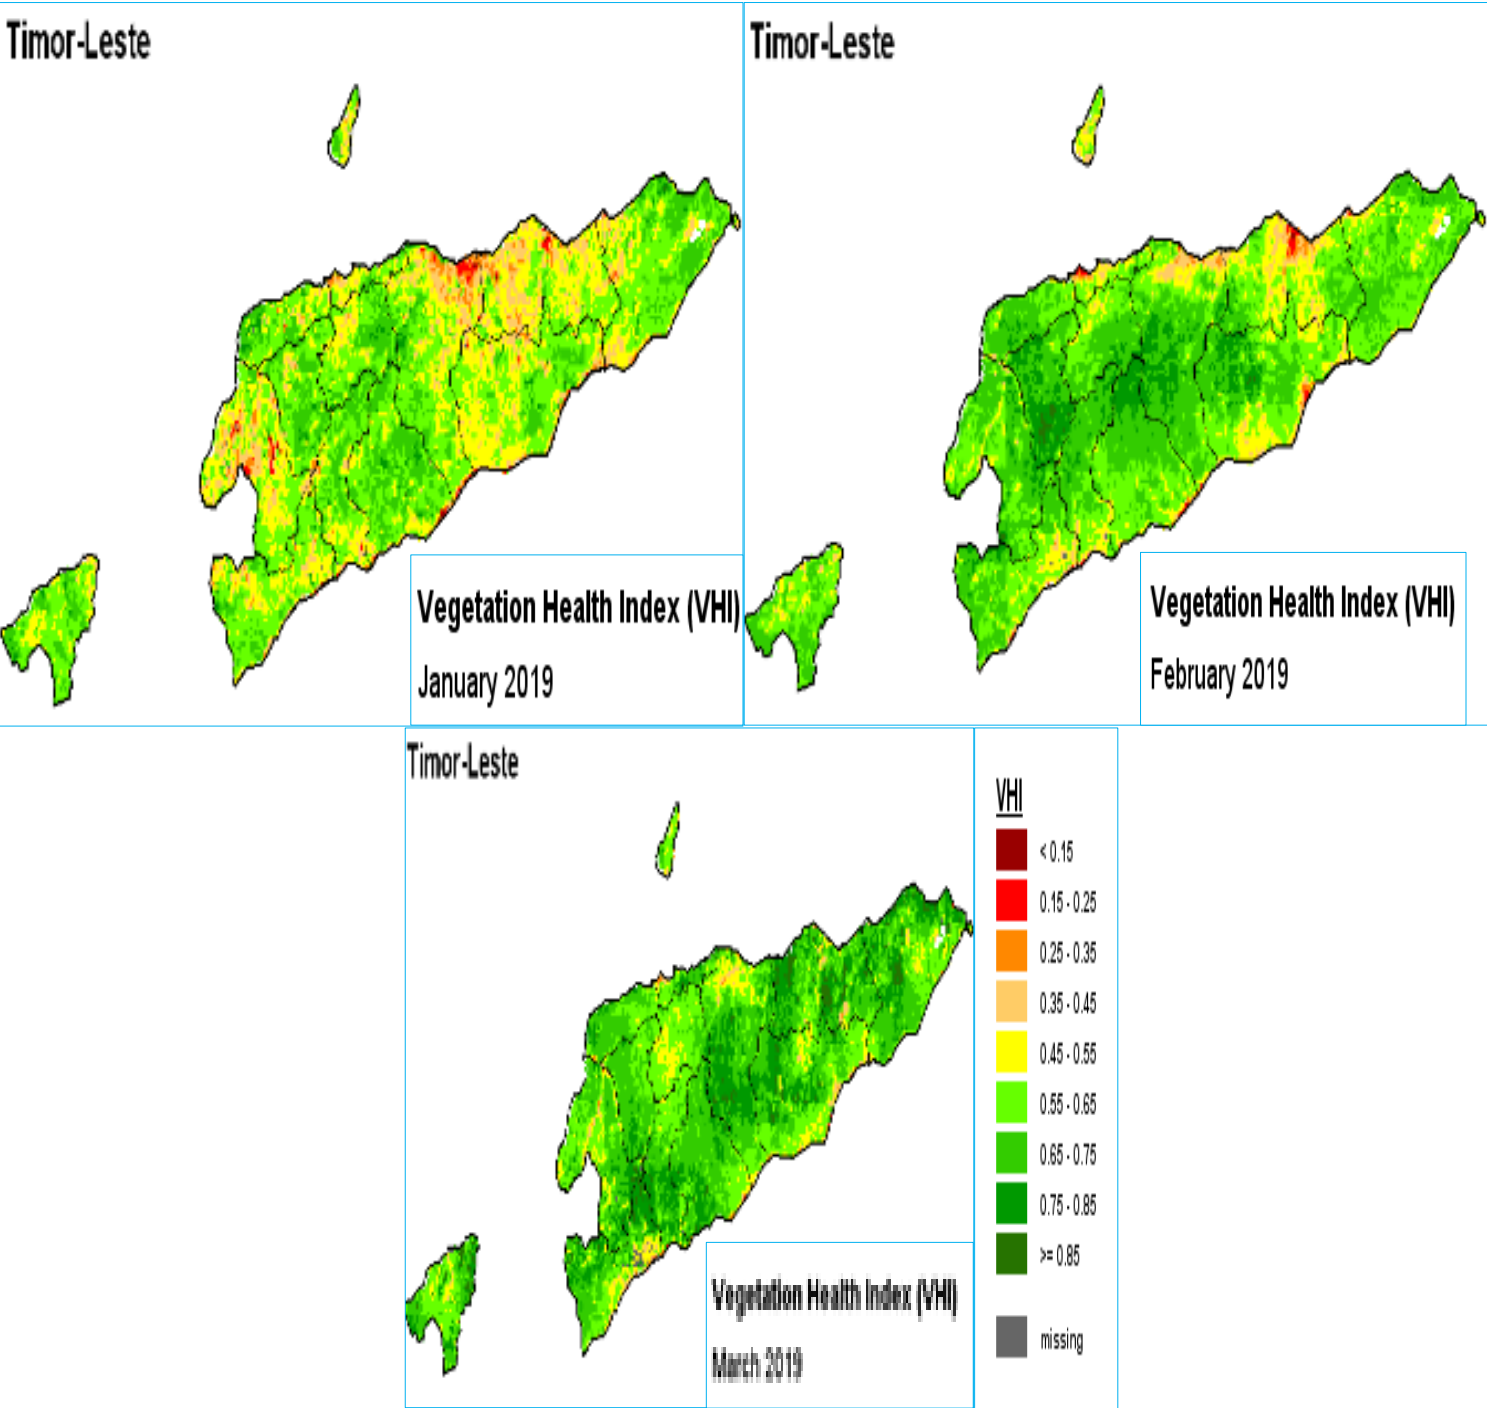 Timor-Leste
Vegetation Health Index (VHI)
January 2019
Timor-Leste
Vegetation Health Index (VHI)
February 2019
Timor-Leste
Vegetation Health Index (VHI)
March 2019
VHI
< 0.15
0.15 - 0.25
0.25 - 0.35
0.35 - 0.45
0.45 - 0.55
0.55 - 0.65
0.65 - 0.75
0.75 - 0.85
>= 0.85
missing